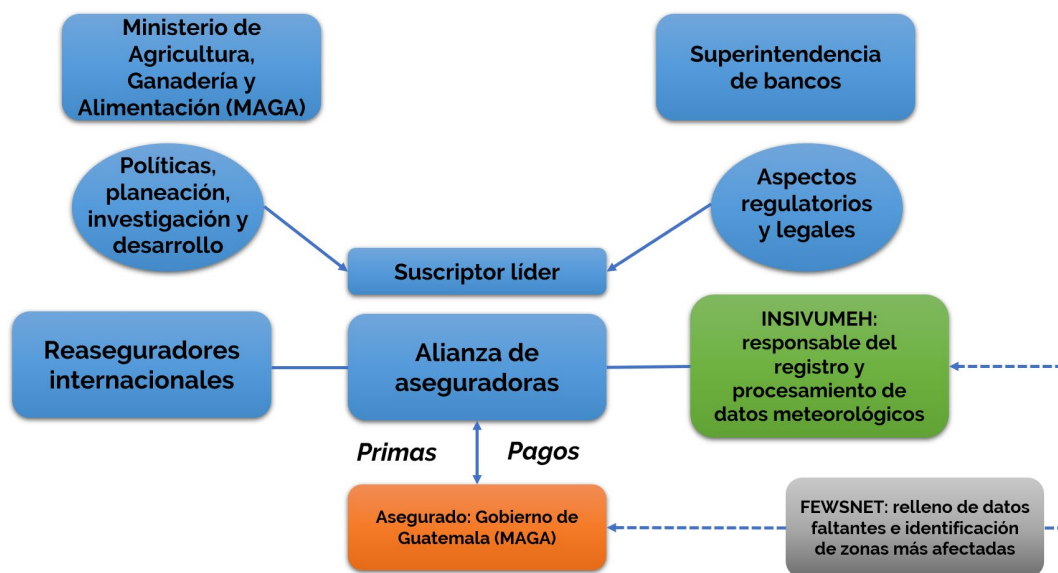 Ministerio de
Agricultura,
Ganadería y
Alimentación (MAGA)
Superintendencia
de bancos
Políticas,
planeación,
investigación y
desarrollo
Aspectos
regulatorios
y legales
Suscriptor líder
Reaseguradores
internacionales
Alianza de
aseguradoras
INSIVUMEH:
responsable del
registro y
procesamiento de
datos meteorológicos
Primas
Pagos
Asegurado: Gobierno de
Guatemala (MAGA)
FEWSNET: relleno de datos
faltantes e identificación
de zonas más afectadas